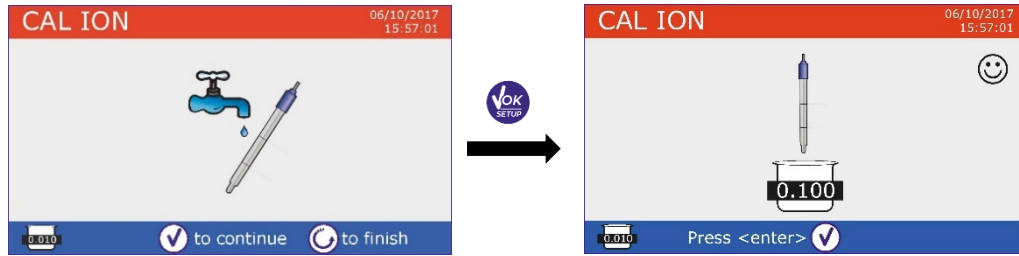 CAL ION
06/10/2017
15:57:01
0.010
to continue
to finish
OK
SETUP
CAL ION
06/10/2017
15:57:01
0.100
0.010
Press <enter>